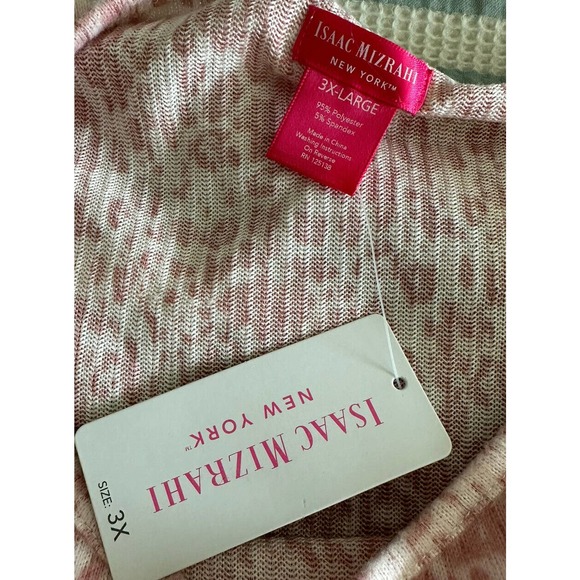 ISAAC MIZRAHI
NEW YORK™
3X-LARGE
95% Polyester
5% Spandex
Made in China
Washing Instructions
On Reverse
RN 125138
ISAAC MIZRAHI
NEW YORK™
SIZE: 3X